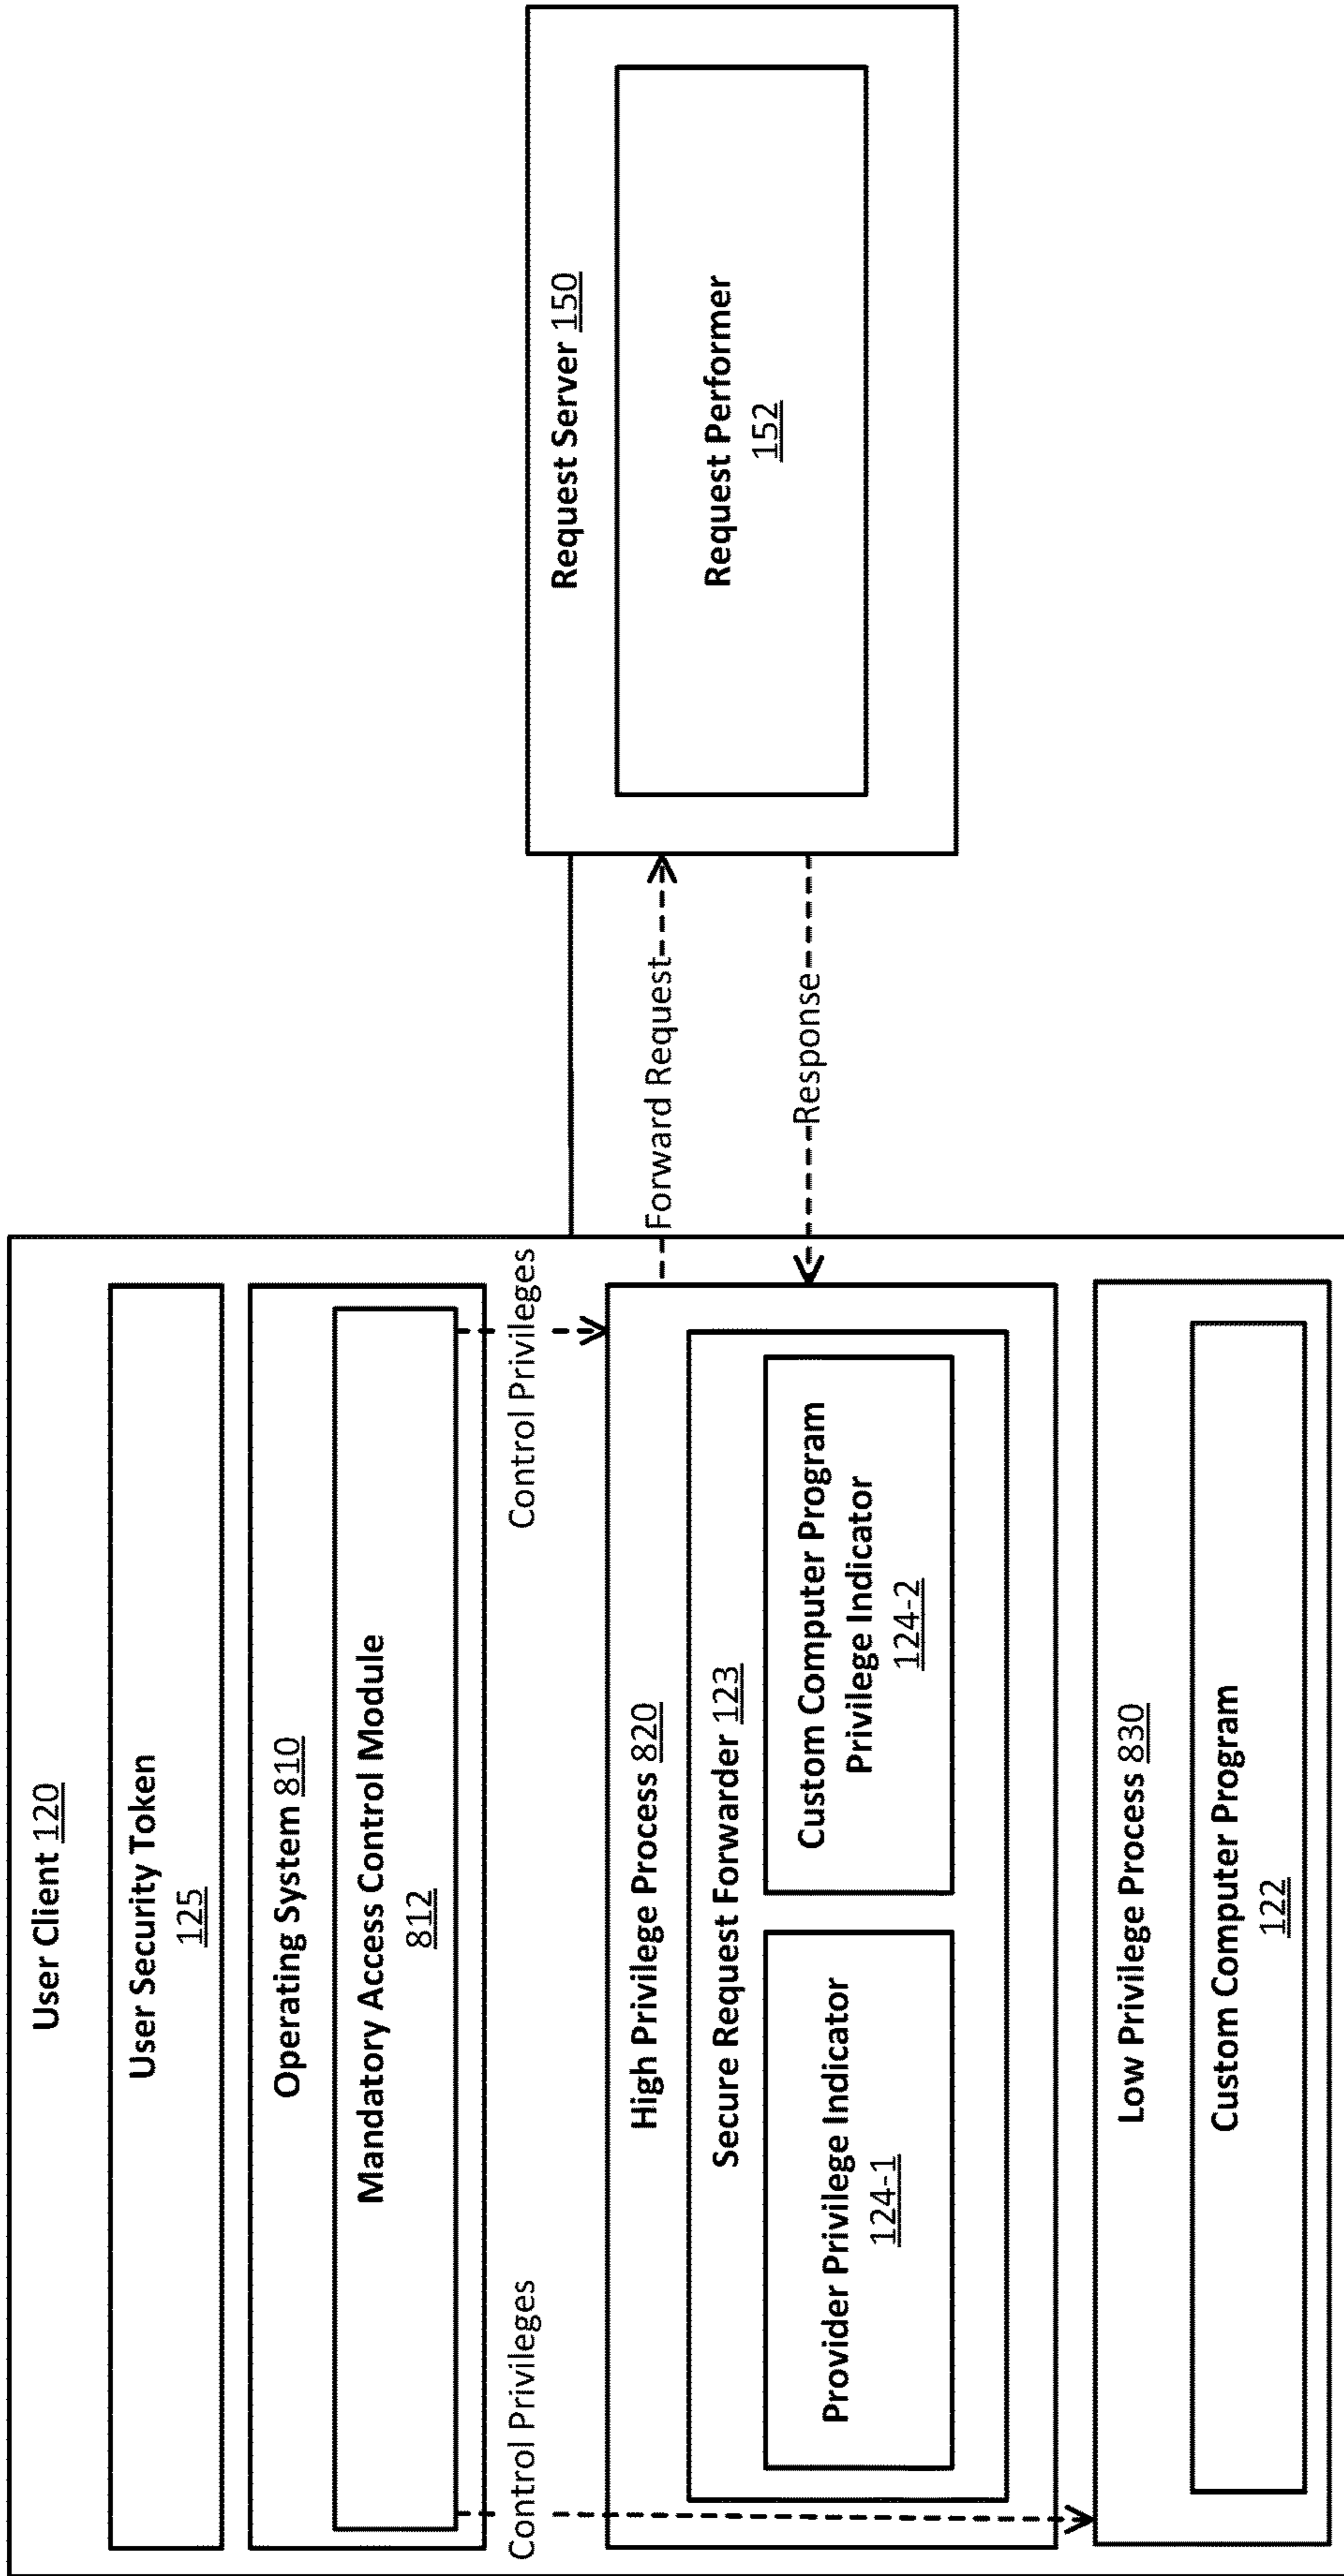 User Client 120
User Security Token
125
Operating System 810
Mandatory Access Control Module
812
Control Privileges
Control Privileges
High Privilege Process 820
Secure Request Forwarder 123
Provider Privilege Indicator
124-1
Custom Computer Program
Privilege Indicator
124-2
Low Privilege Process 830
Custom Computer Program
122
Forward Request
Response
Request Server 150
Request Performer
152